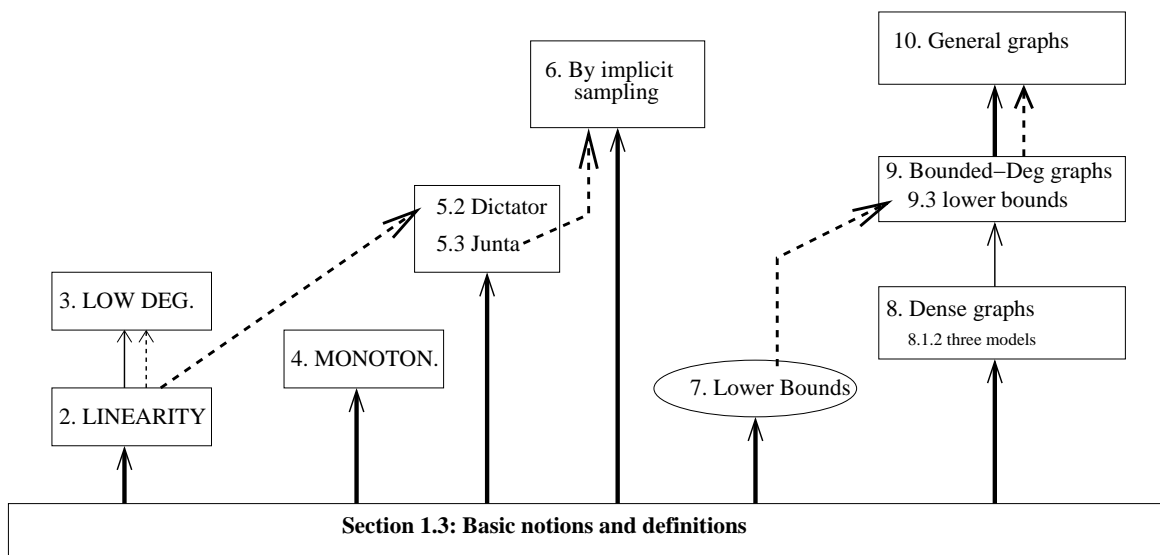 10. General graphs
6. By implicit
sampling
9. Bounded−Deg graphs
9.3 lower bounds
5.2 Dictator
5.3 Junta
3. LOW DEG.
8. Dense graphs
8.1.2 three models
4. MONOTON.
7. Lower Bounds
2. LINEARITY
Section 1.3: Basic notions and definitions